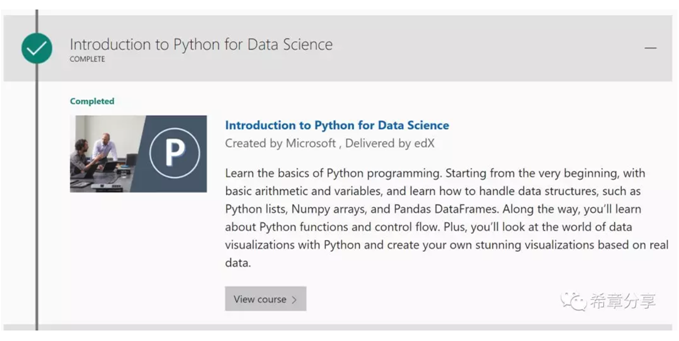 Introduction to Python for Data Science
COMPLETE
Completed
P
Introduction to Python for Data Science
Created by Microsoft , Delivered by edX
Learn the basics of Python programming. Starting from the very beginning, with
basic arithmetic and variables, and learn how to handle data structures, such as
Python lists, Numpy arrays, and Pandas DataFrames. Along the way, you'll learn
about Python functions and control flow. Plus, you'll look at the world of data
visualizations with Python and create your own stunning visualizations based on real
data.
View course >
希章分享